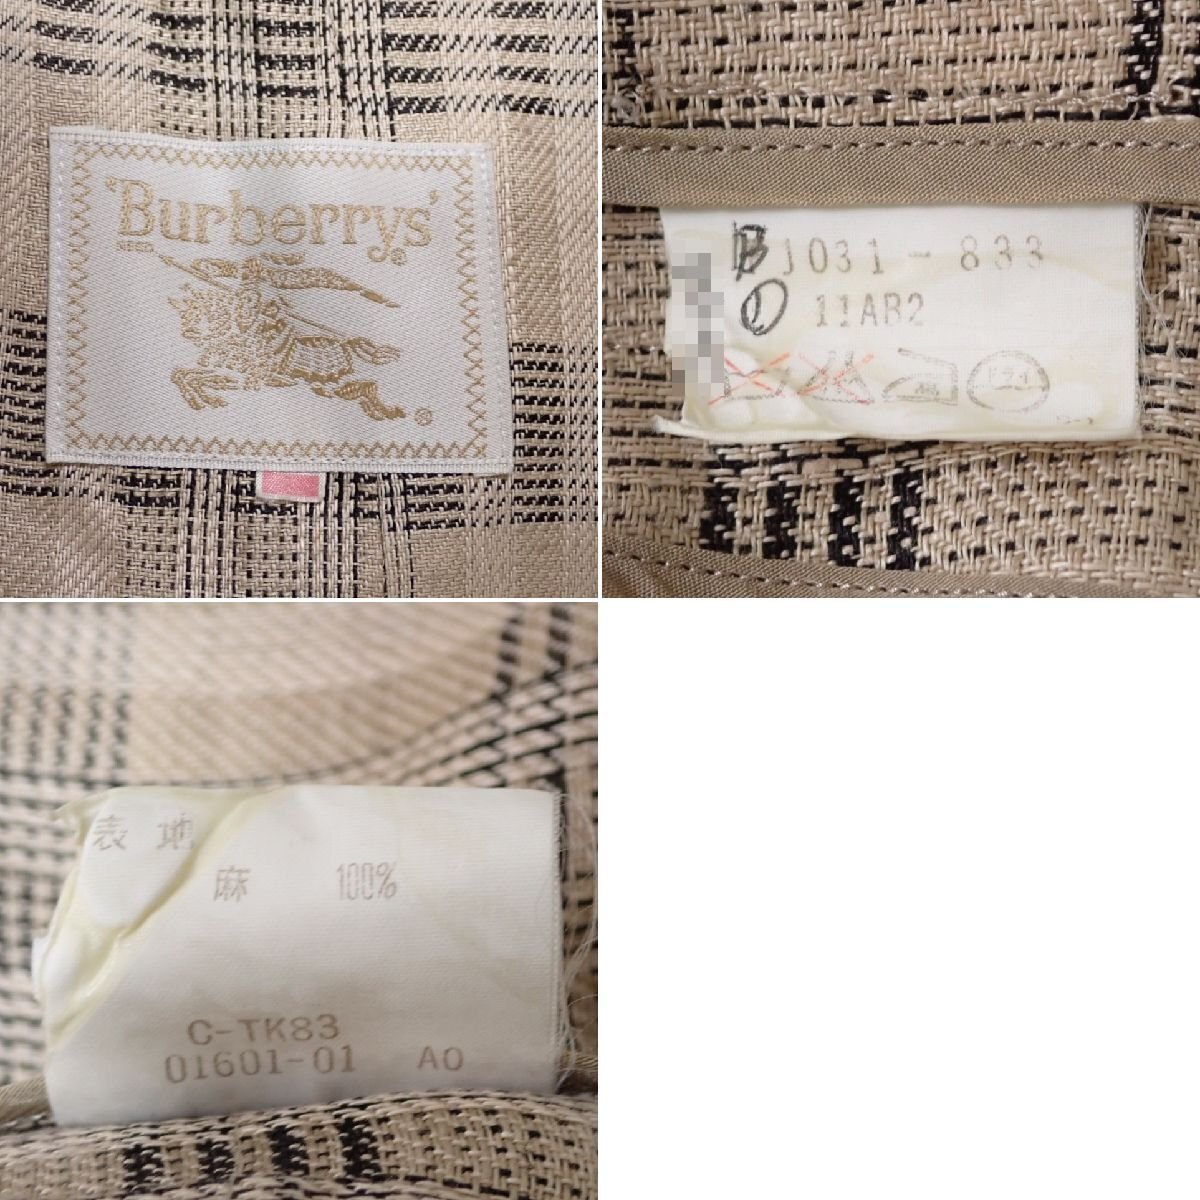 Burberrys®
®
BJ031-833
11AB2
表地
麻 100%
C-TK83
01601-01 A0